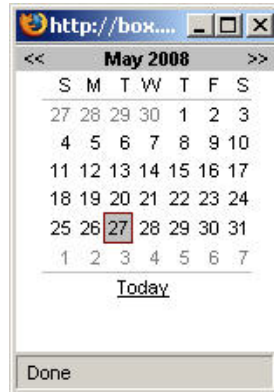 http://box....
<< May 2008 >>
S M T W T F S
27 28 29 30 1 2 3
4 5 6 7 8 9 10
11 12 13 14 15 16 17
18 19 20 21 22 23 24
25 26 27 28 29 30 31
1 2 3 4 5 6 7
Today
Done